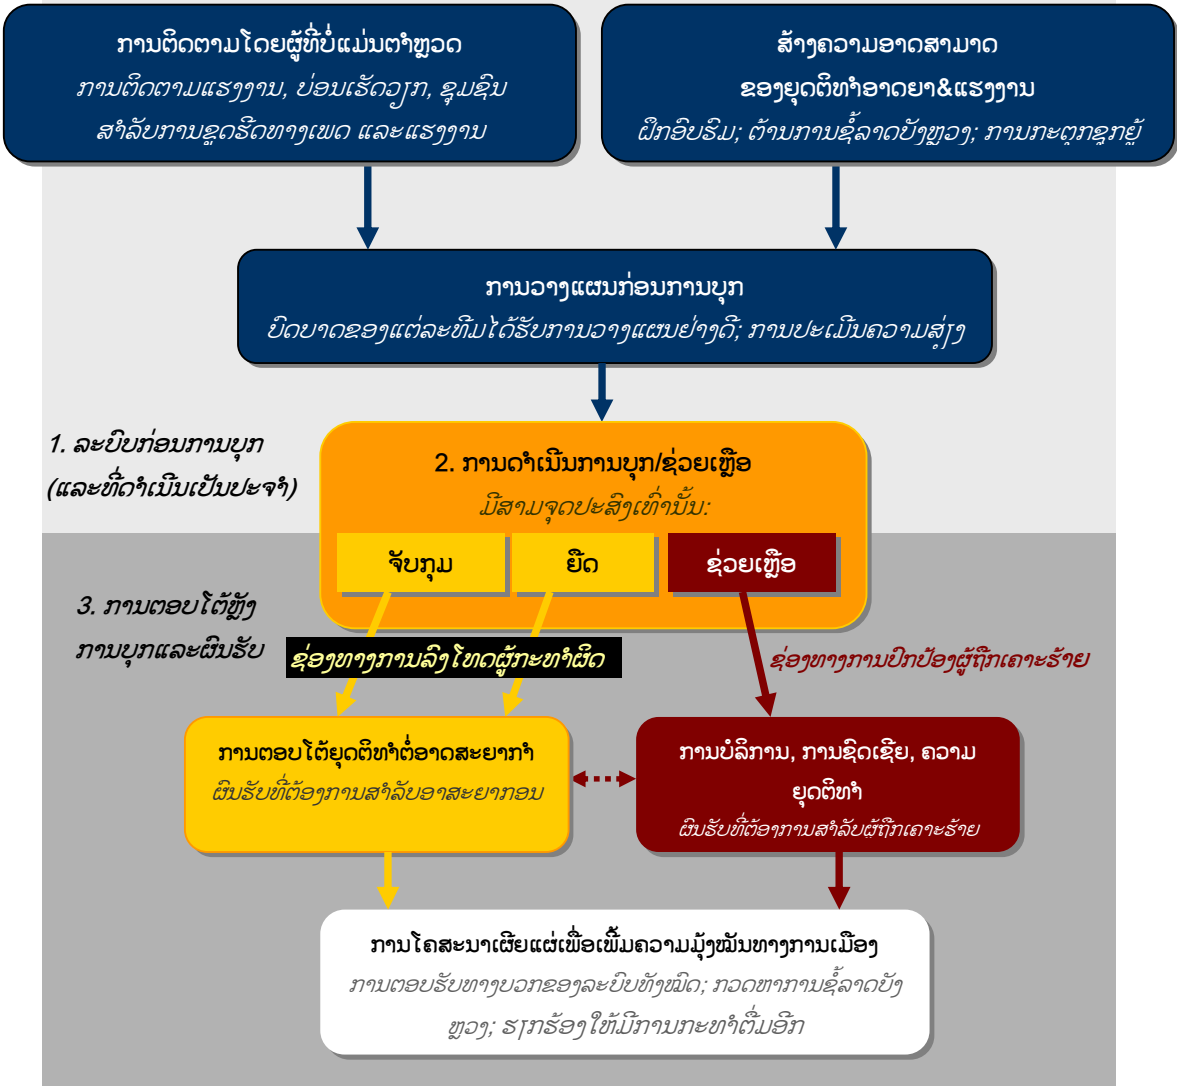 ການຕິດຕາມໂດຍຜູ້ທີ່ບໍ່ແມ່ນຕຳຫຼວດ
ການຕິດຕາມແຮງງານ, ບ່ອນເຮັດວຽກ, ຊຸມຊົນ
ສຳລັບການຂູດຮີດທາງເພດ ແລະແຮງງານ
ສ້າງຄວາມອາດສາມາດ
ຂອງຍຸດຕິທຳອາດຍາ&ແຮງງານ
ຝຶກອົບຮົມ; ຕ້ານການຊໍ້ລາດບັງຫຼວງ; ການກະຕຸກຊຸກຍູ້
ການວາງແຜນກ່ອນການບຸກ
ບົດບາດຂອງແຕ່ລະທີມໄດ້ຮັບການວາງແຜນຢ່າງດີ; ການປະເມີນຄວາມສ່ຽງ
1. ລະບົບກ່ອນການບຸກ
(ແລະທີ່ດຳເນີນເປັນປະຈຳ)
2. ການດຳເນີນການບຸກ/ຊ່ວຍເຫຼືອ
ມີສາມຈຸດປະສົງເທົ່ານັ້ນ:
ຈັບກຸມ
ຍຶດ
ຊ່ວຍເຫຼືອ
3. ການຕອບໂຕ້ຫຼັງ
ການບຸກແລະຜົນຮັບ
ຊ່ອງທາງການລົງໂທດຜູ້ກະທຳຜິດ
ຊ່ອງທາງການປົກປ້ອງຜູ້ຖືກເຄາະຮ້າຍ
ການຕອບໂຕ້ຍຸດຕິທຳຕໍ່ອາດສະຍາກຳ
ຜົນຮັບທີ່ຕ້ອງການສຳລັບອາສະຍາກອນ
ການບໍລິການ, ການຊົດເຊີຍ, ຄວາມ
ຍຸດຕິທຳ
ຜົນຮັບທີ່ຕ້ອາການສຳລັບຜູ້ຖືກເຄາະຮ້າຍ
ການໂຄສະນາເຜີຍແຜ່ເພື່ອເພີ້ມຄວາມມຸ້ງໝັນທາງການເມືອງ
ການຕອບຮັບທາງບວກຂອງລະບົບທັງໝົດ; ກວດຫາການຊໍ້ລາດບັງ
ຫຼວງ; ຮຽກຮ້ອງໃຫ້ມີການກະທຳຕື່ມອີກ